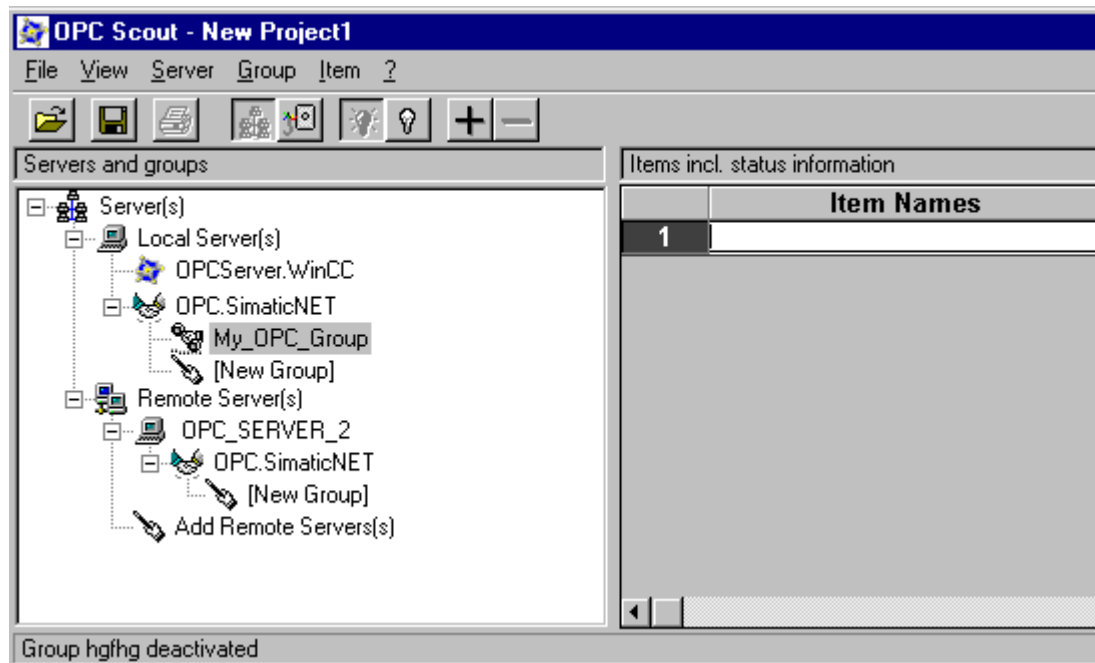 OPC Scout - New Project1
File View Server Group Item ?
Servers and groups
Items incl. status information
Server(s)
Local Server(s)
OPCServer.WinCC
OPC.SimaticNET
My_OPC_Group
[New Group]
Remote Server(s)
OPC_SERVER_2
OPC.SimaticNET
[New Group]
Add Remote Servers(s)
Item Names
1
Group hgfhg deactivated